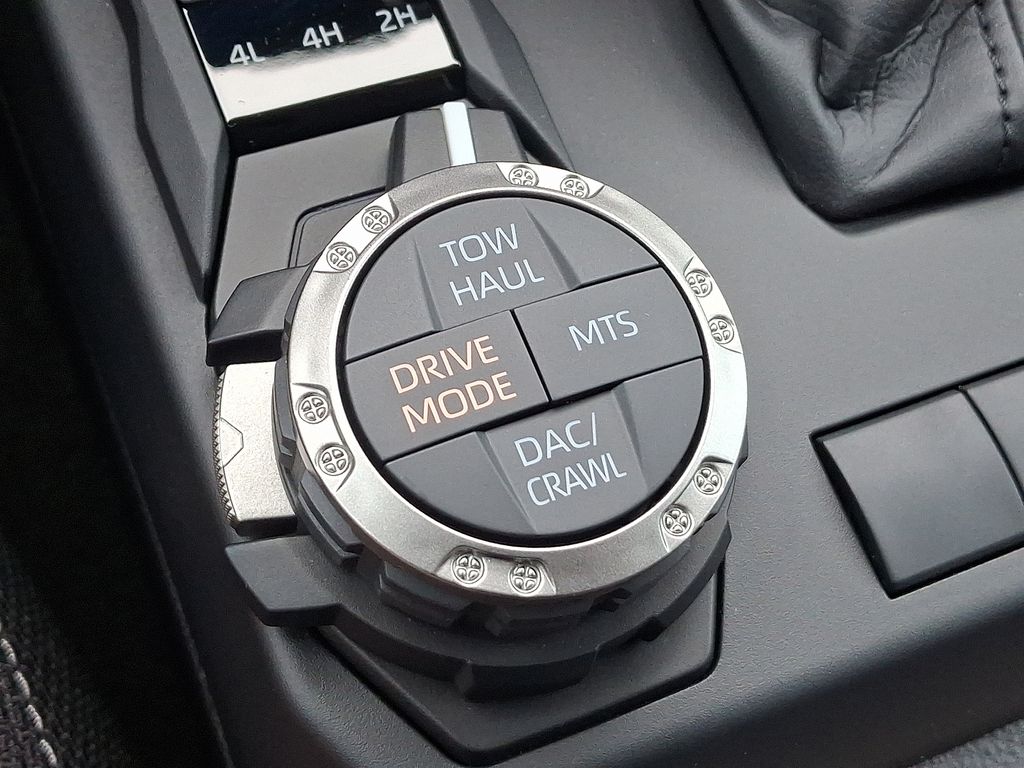 4L 4H 2H
TOW
HAUL
DRIVE
MODE
MTS
DAC/
CRAWL